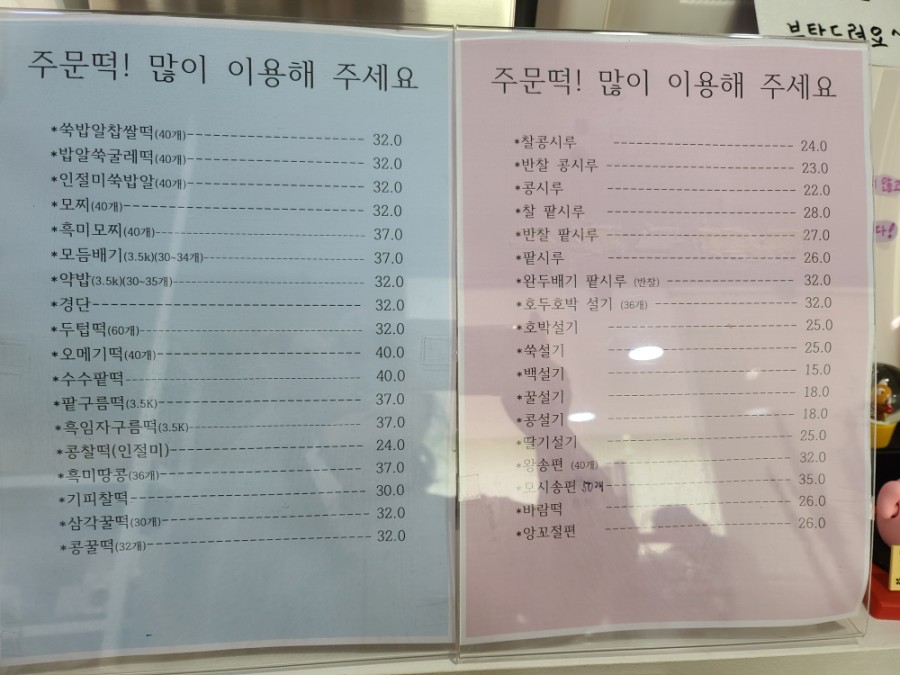 부탁드려요~
주문떡! 많이 이용해 주세요
*쑥밥알찹쌀떡(40개)------ 32.0
*밥알쑥굴레떡(40개)------ 32.0
*인절미쑥밥알(40개)------ 32.0
*모찌(40개)------ 32.0
*흑미모찌(40개)------ 37.0
*모듬배기(3.5k)(30~34개)------ 37.0
*약밥(3.5k)(30~35개)------ 32.0
*경단------ 32.0
*두텁떡(60개)------ 32.0
*오메기떡(40개)------ 40.0
*수수팥떡------ 40.0
*팥구름떡(3.5K)------ 37.0
*흑임자구름떡(3.5K)------ 37.0
*콩찰떡(인절미)------ 24.0
*흑미땅콩(36개)------ 37.0
*기피찰떡------ 30.0
*삼각꿀떡(30개)------ 32.0
*콩꿀떡(32개)------ 32.0
주문떡! 많이 이용해 주세요
*찰콩시루 ------ 24.0
*반찰 콩시루 ------ 23.0
*콩시루 ------ 22.0
*찰 팥시루 ------ 28.0
*반찰 팥시루 ------ 27.0
*팥시루 ------ 26.0
*완두배기 팥시루 (반찰) ------ 32.0
*호두호박 설기 (36개) ------ 32.0
*호박설기 ------ 25.0
*쑥설기 ------ 25.0
*백설기 ------ 15.0
*꿀설기 ------ 18.0
*콩설기 ------ 18.0
*딸기설기 ------ 25.0
*왕송편 (40개) ------ 32.0
*모시송편 50개 ------ 35.0
*바람떡 ------ 26.0
*앙꼬절편 ------ 26.0